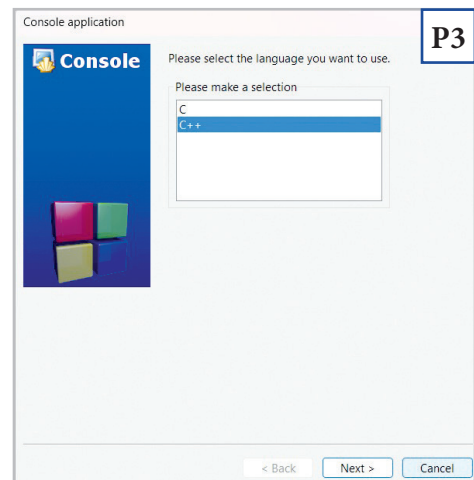 Console application
P3
Console
Please select the language you want to use.
Please make a selection
C
C++
< Back Next > Cancel